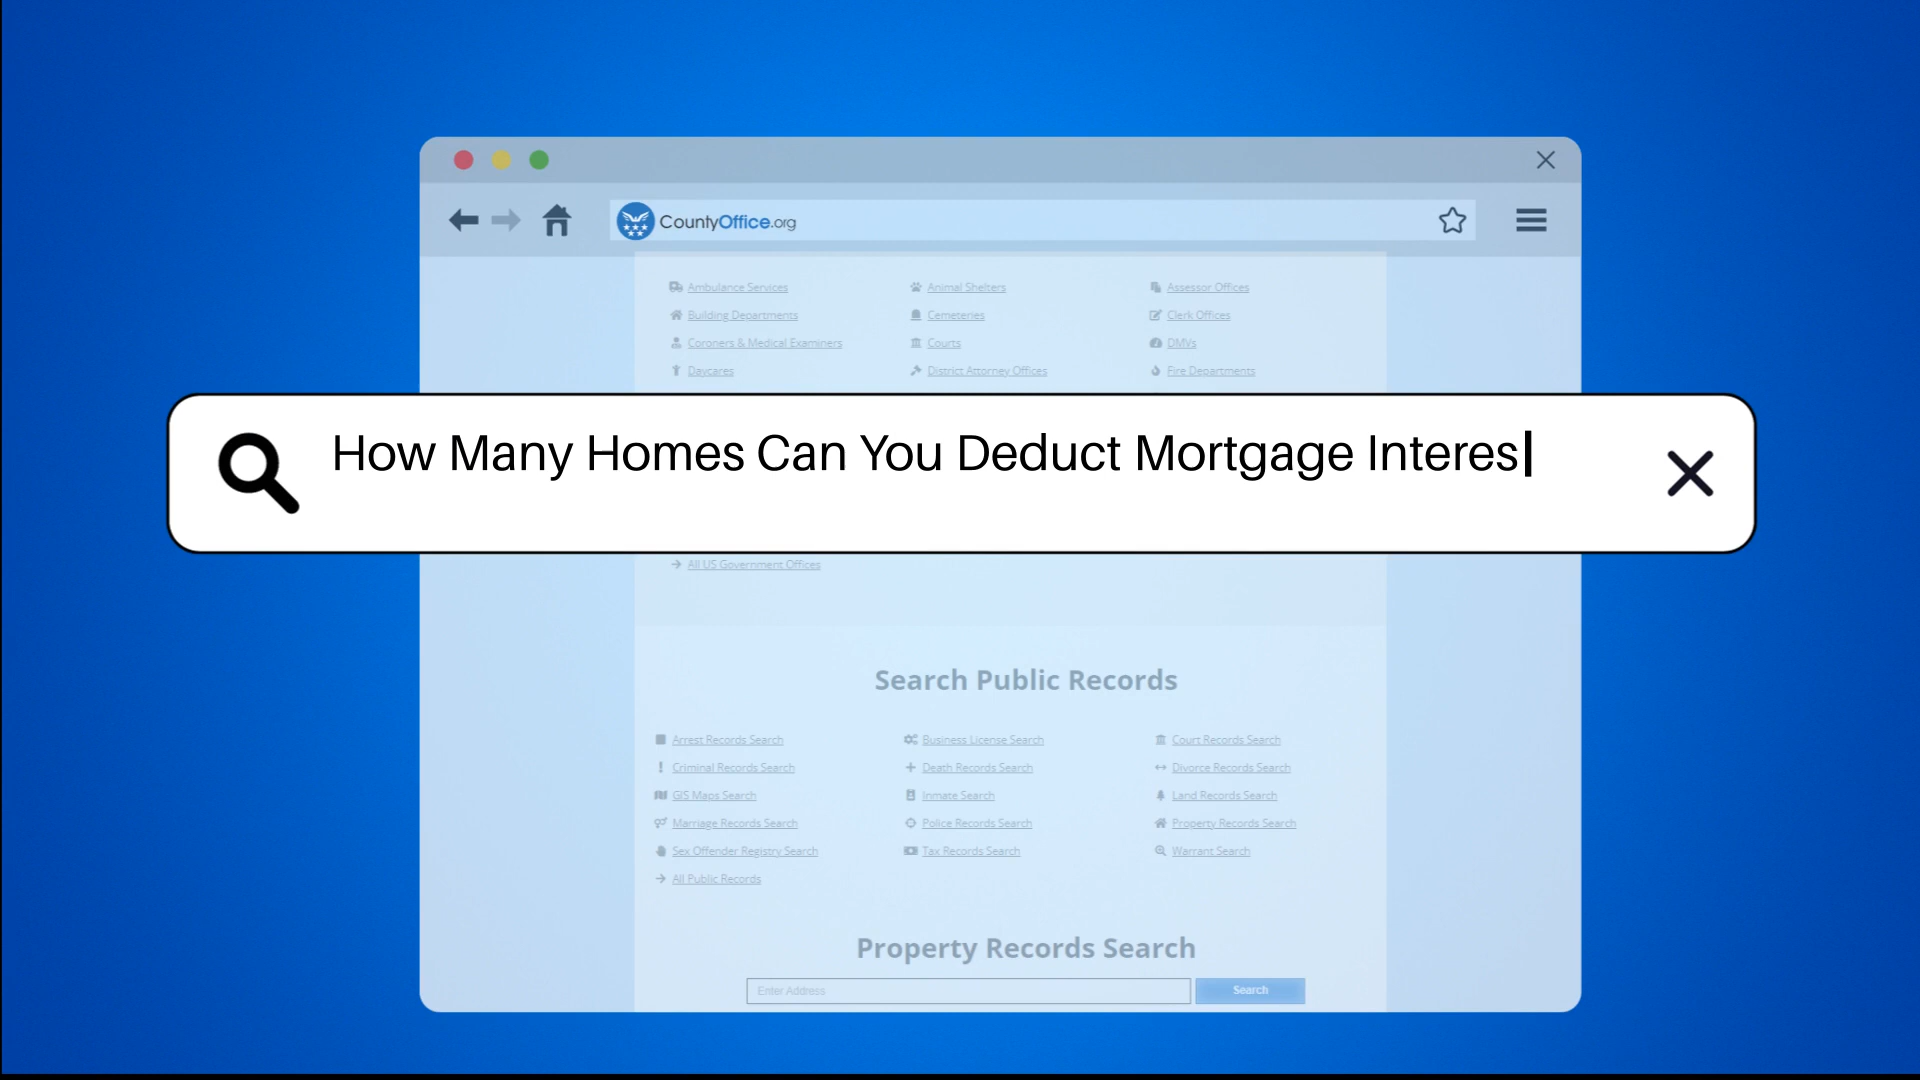 CountyOffice.org
Ambulance Services Animal Shelters Assessor Offices
Building Departments Cemeteries Clerk Offices
Coroners & Medical Examiners Courts DMVs
Daycares District Attorney Offices Fire Departments
How Many Homes Can You Deduct Mortgage Interes
All US Government Offices
Search Public Records
Arrest Records Search Business License Search Court Records Search
Criminal Records Search Death Records Search Divorce Records Search
GIS Maps Search Inmate Search Land Records Search
Marriage Records Search Police Records Search Property Records Search
Sex Offender Registry Search Tax Records Search Warrant Search
All Public Records
Property Records Search
Enter Address Search